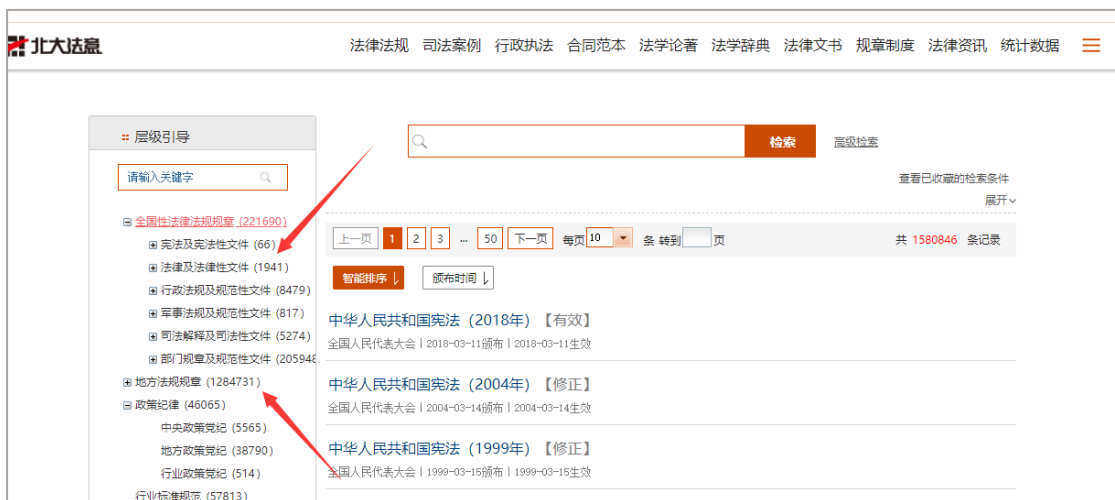 北大法意
法律法规 司法案例 行政执法 合同范本 法学论著 法学辞典 法律文书 规章制度 法律资讯 统计数据
层级引导
请输入关键字
全国性法律法规规章 (221690)
宪法及宪法性文件 (66)
法律及法律性文件 (1941)
行政法规及规范性文件 (8479)
军事法规及规范性文件 (817)
司法解释及司法性文件 (5274)
部门规章及规范性文件 (205948
地方法规规章 (1284731)
政策纪律 (46065)
中央政策党纪 (5565)
地方政策党纪 (38790)
行业政策党纪 (514)
行业标准规范 (57813)
检索 高级检索
查看已收藏的检索条件
展开
上一页 1 2 3 … 50 下一页 每页 10 条 转到 页 共 1580846 条记录
智能排序 颁布时间
中华人民共和国宪法（2018年）【有效】
全国人民代表大会 | 2018-03-11颁布 | 2018-03-11生效
中华人民共和国宪法（2004年）【修正】
全国人民代表大会 | 2004-03-14颁布 | 2004-03-14生效
中华人民共和国宪法（1999年）【修正】
全国人民代表大会 | 1999-03-15颁布 | 1999-03-15生效